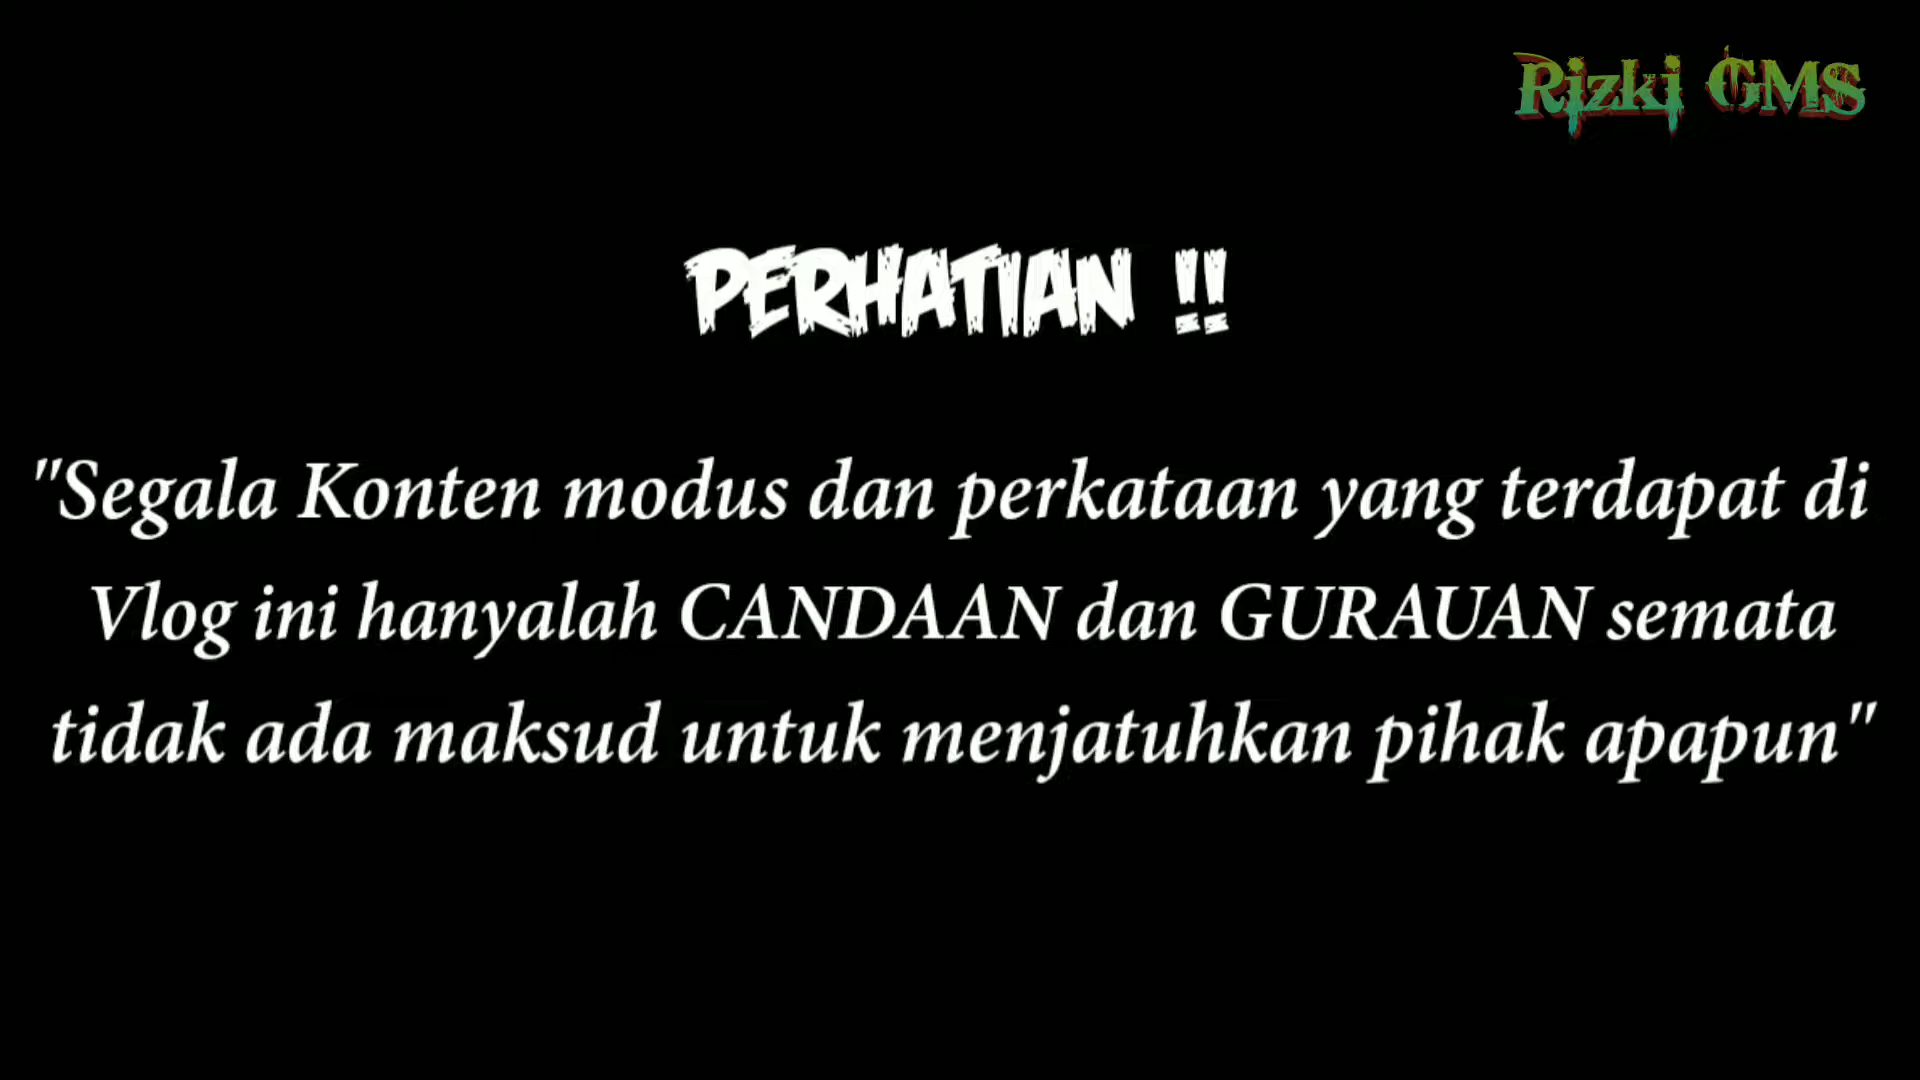 Rizki GMS
PERHATIAN !!
"Segala Konten modus dan perkataan yang terdapat di
Vlog ini hanyalah CANDAAN dan GURAUAN semata
tidak ada maksud untuk menjatuhkan pihak apapun"